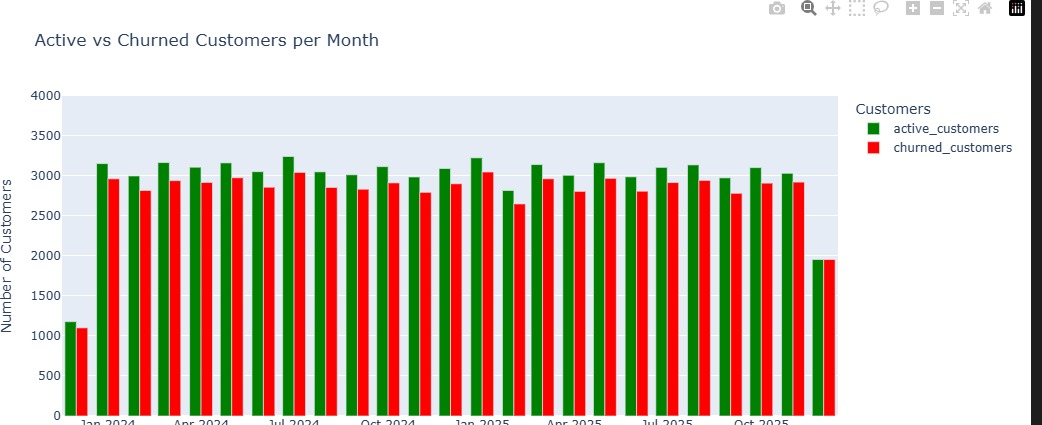 Active vs Churned Customers per Month
4000
3500
3000
2500
2000
1500
1000
500
0
Number of Customers
Jan 2024
Apr 2024
Jul 2024
Oct 2024
Jan 2025
Apr 2025
Jul 2025
Oct 2025
Customers
active_customers
churned_customers